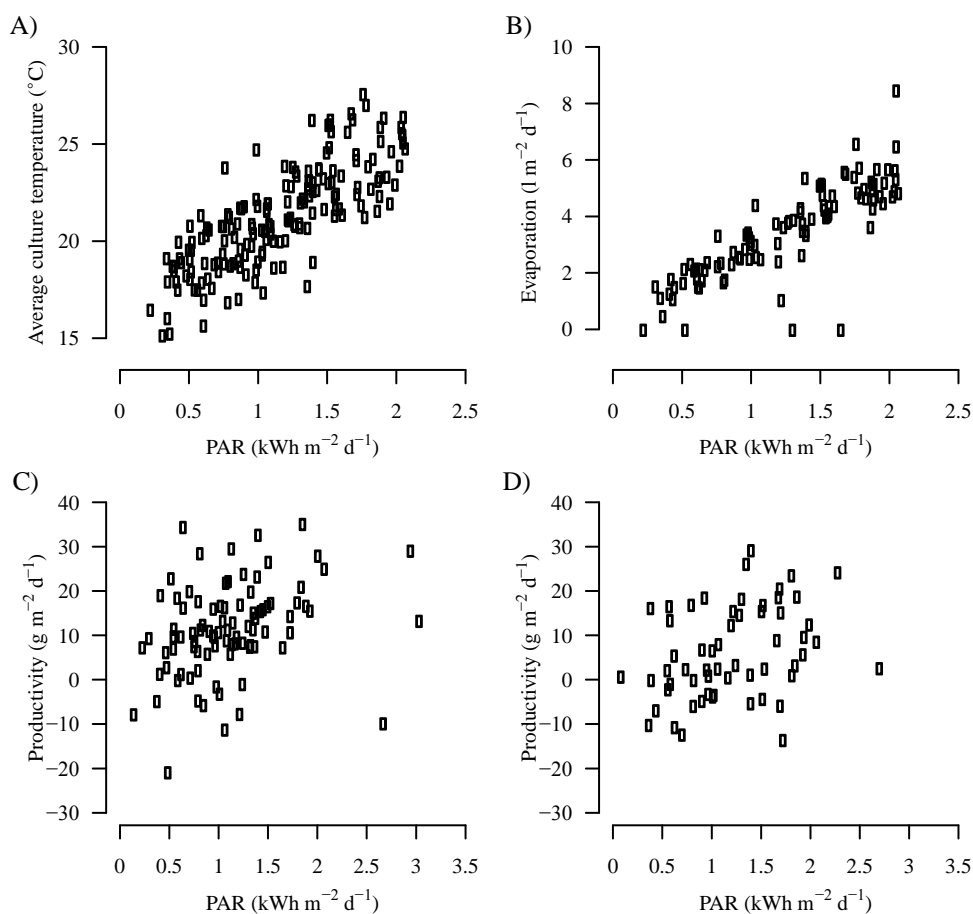 A)
Average culture temperature (°C)
30
25
20
15
0 0.5 1 1.5 2 2.5
PAR (kWh m−2 d−1)
B)
Evaporation (l m−2 d−1)
10
8
6
4
2
0
0 0.5 1 1.5 2 2.5
PAR (kWh m−2 d−1)
C)
Productivity (g m−2 d−1)
40
30
20
10
0
−10
−20
−30
0 0.5 1 1.5 2 2.5 3 3.5
PAR (kWh m−2 d−1)
D)
Productivity (g m−2 d−1)
40
30
20
10
0
−10
−20
−30
0 0.5 1 1.5 2 2.5 3 3.5
PAR (kWh m−2 d−1)